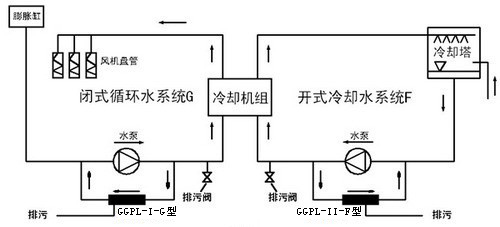 膨胀缸
风机盘管
冷却塔
闭式循环水系统G
冷却机组
开式冷却水系统F
水泵
水泵
排污阀
排污阀
排污
GGPL-I-G型
GGPL-II-F型
排污